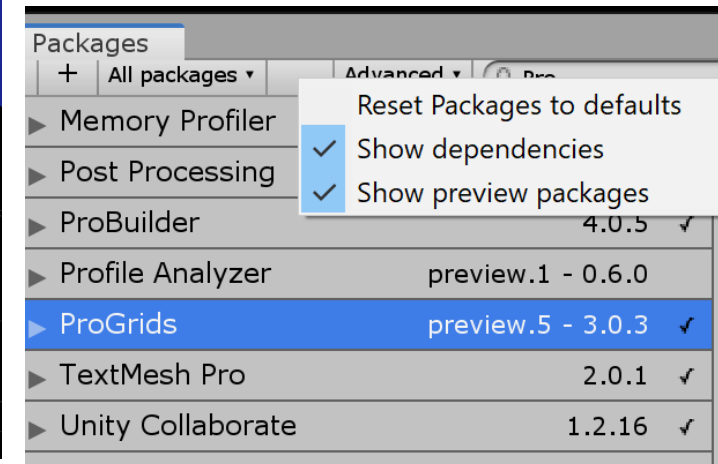 Packages
+ All packages ▾ Advanced ▾ Pro
Reset Packages to defaults
Show dependencies
Show preview packages
Memory Profiler
Post Processing
ProBuilder 4.0.5 ✓
Profile Analyzer preview.1 - 0.6.0
ProGrids preview.5 - 3.0.3 ✓
TextMesh Pro 2.0.1 ✓
Unity Collaborate 1.2.16 ✓